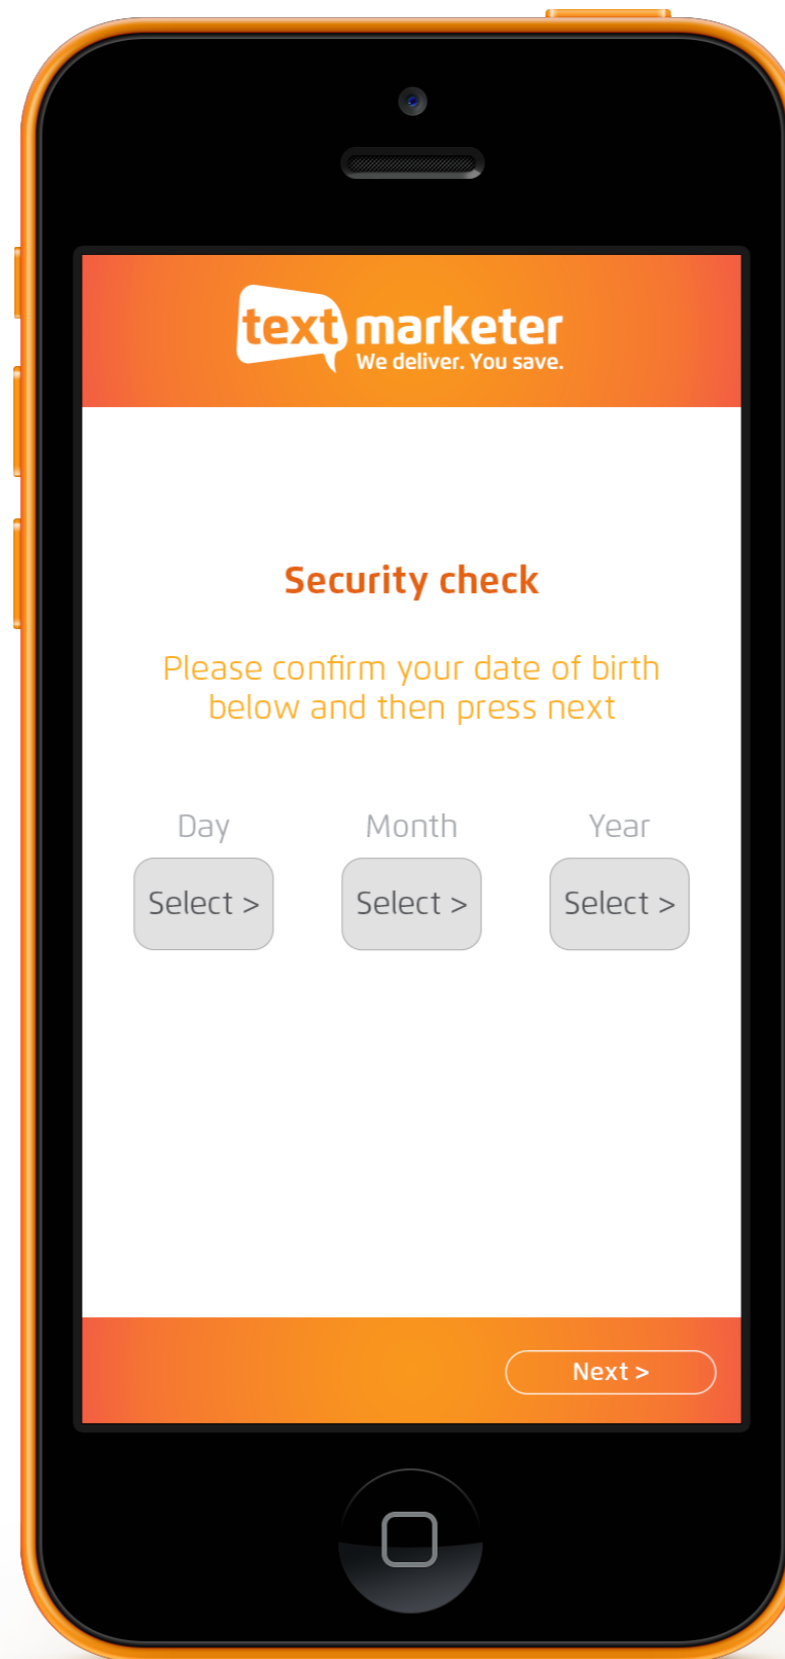 text marketer
We deliver. You save.
Security check
Please confirm your date of birth
below and then press next
Day Month Year
Select > Select > Select >
Next >